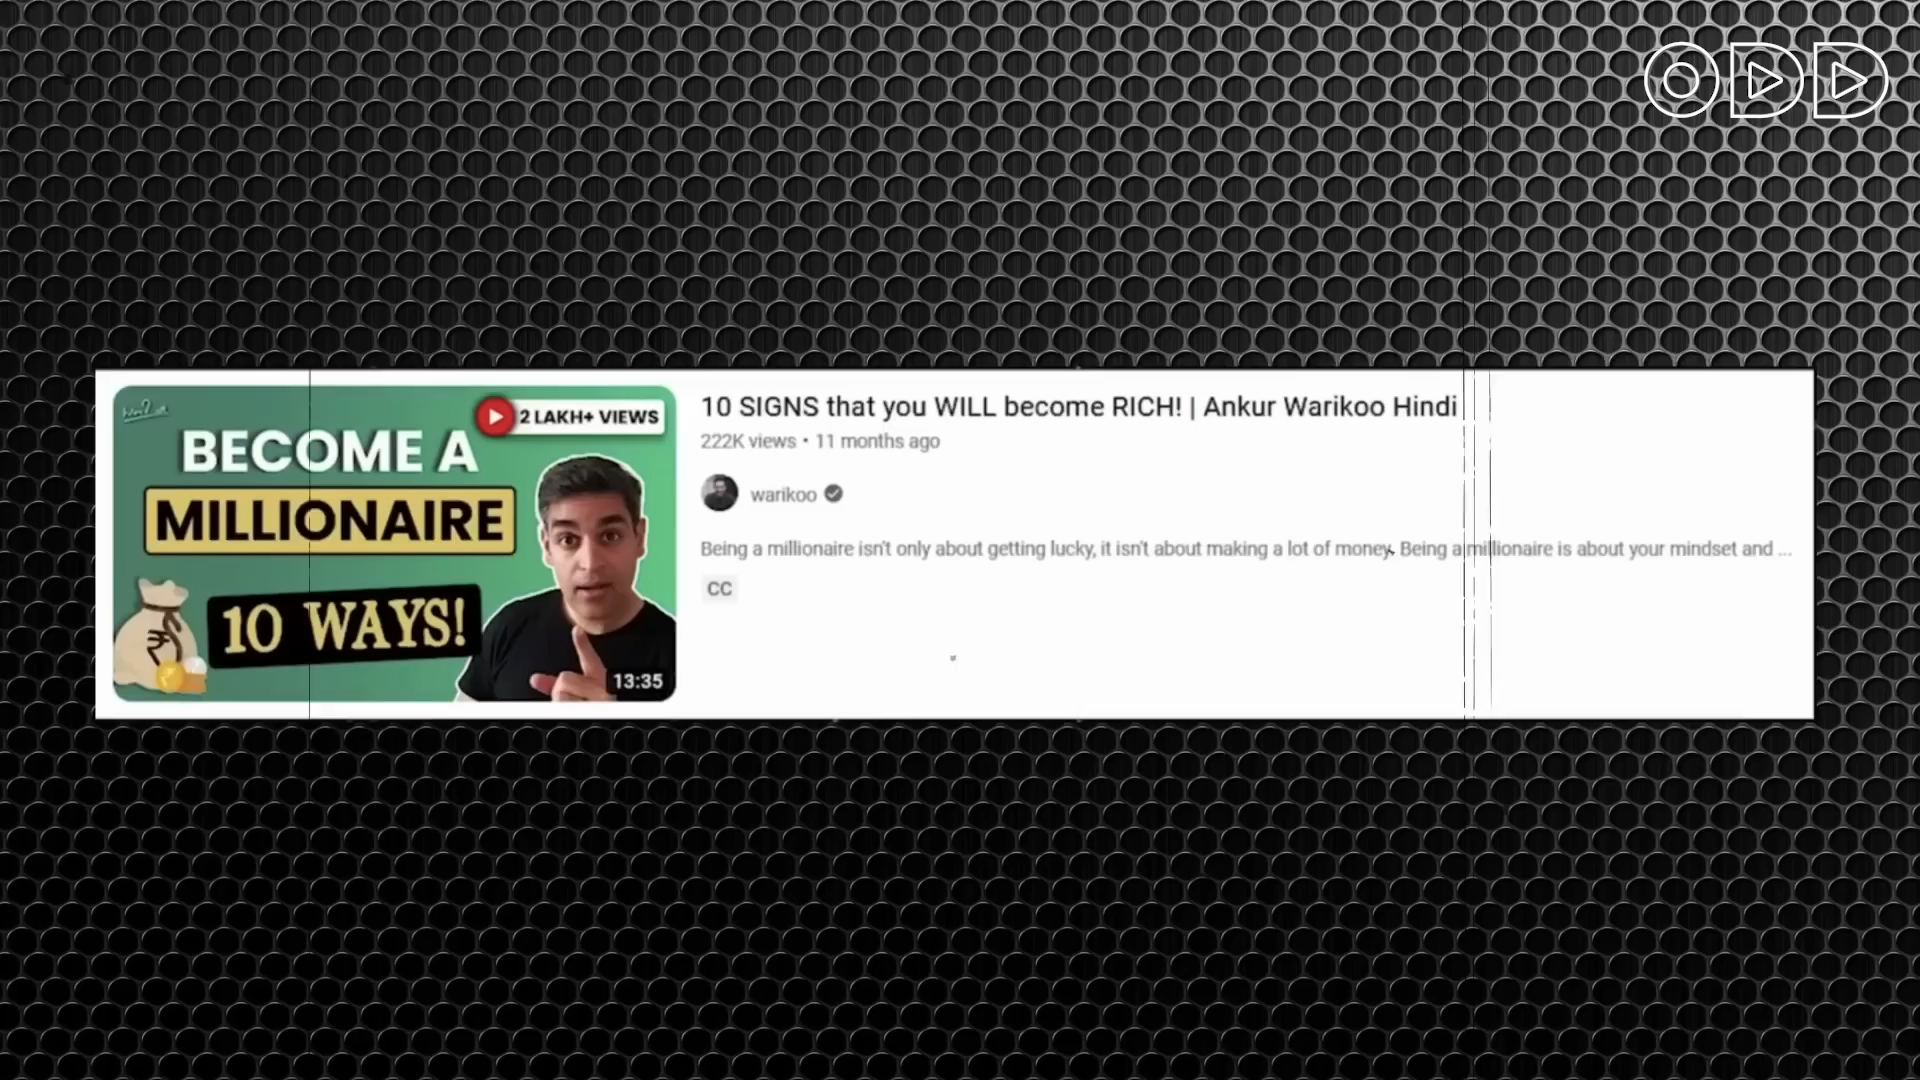 ODD
2 LAKH+ VIEWS
BECOME A
MILLIONAIRE
10 WAYS!
13:35
10 SIGNS that you WILL become RICH! | Ankur Warikoo Hindi
222K views • 11 months ago
warikoo
Being a millionaire isn't only about getting lucky, it isn't about making a lot of money. Being a millionaire is about your mindset and ...
CC